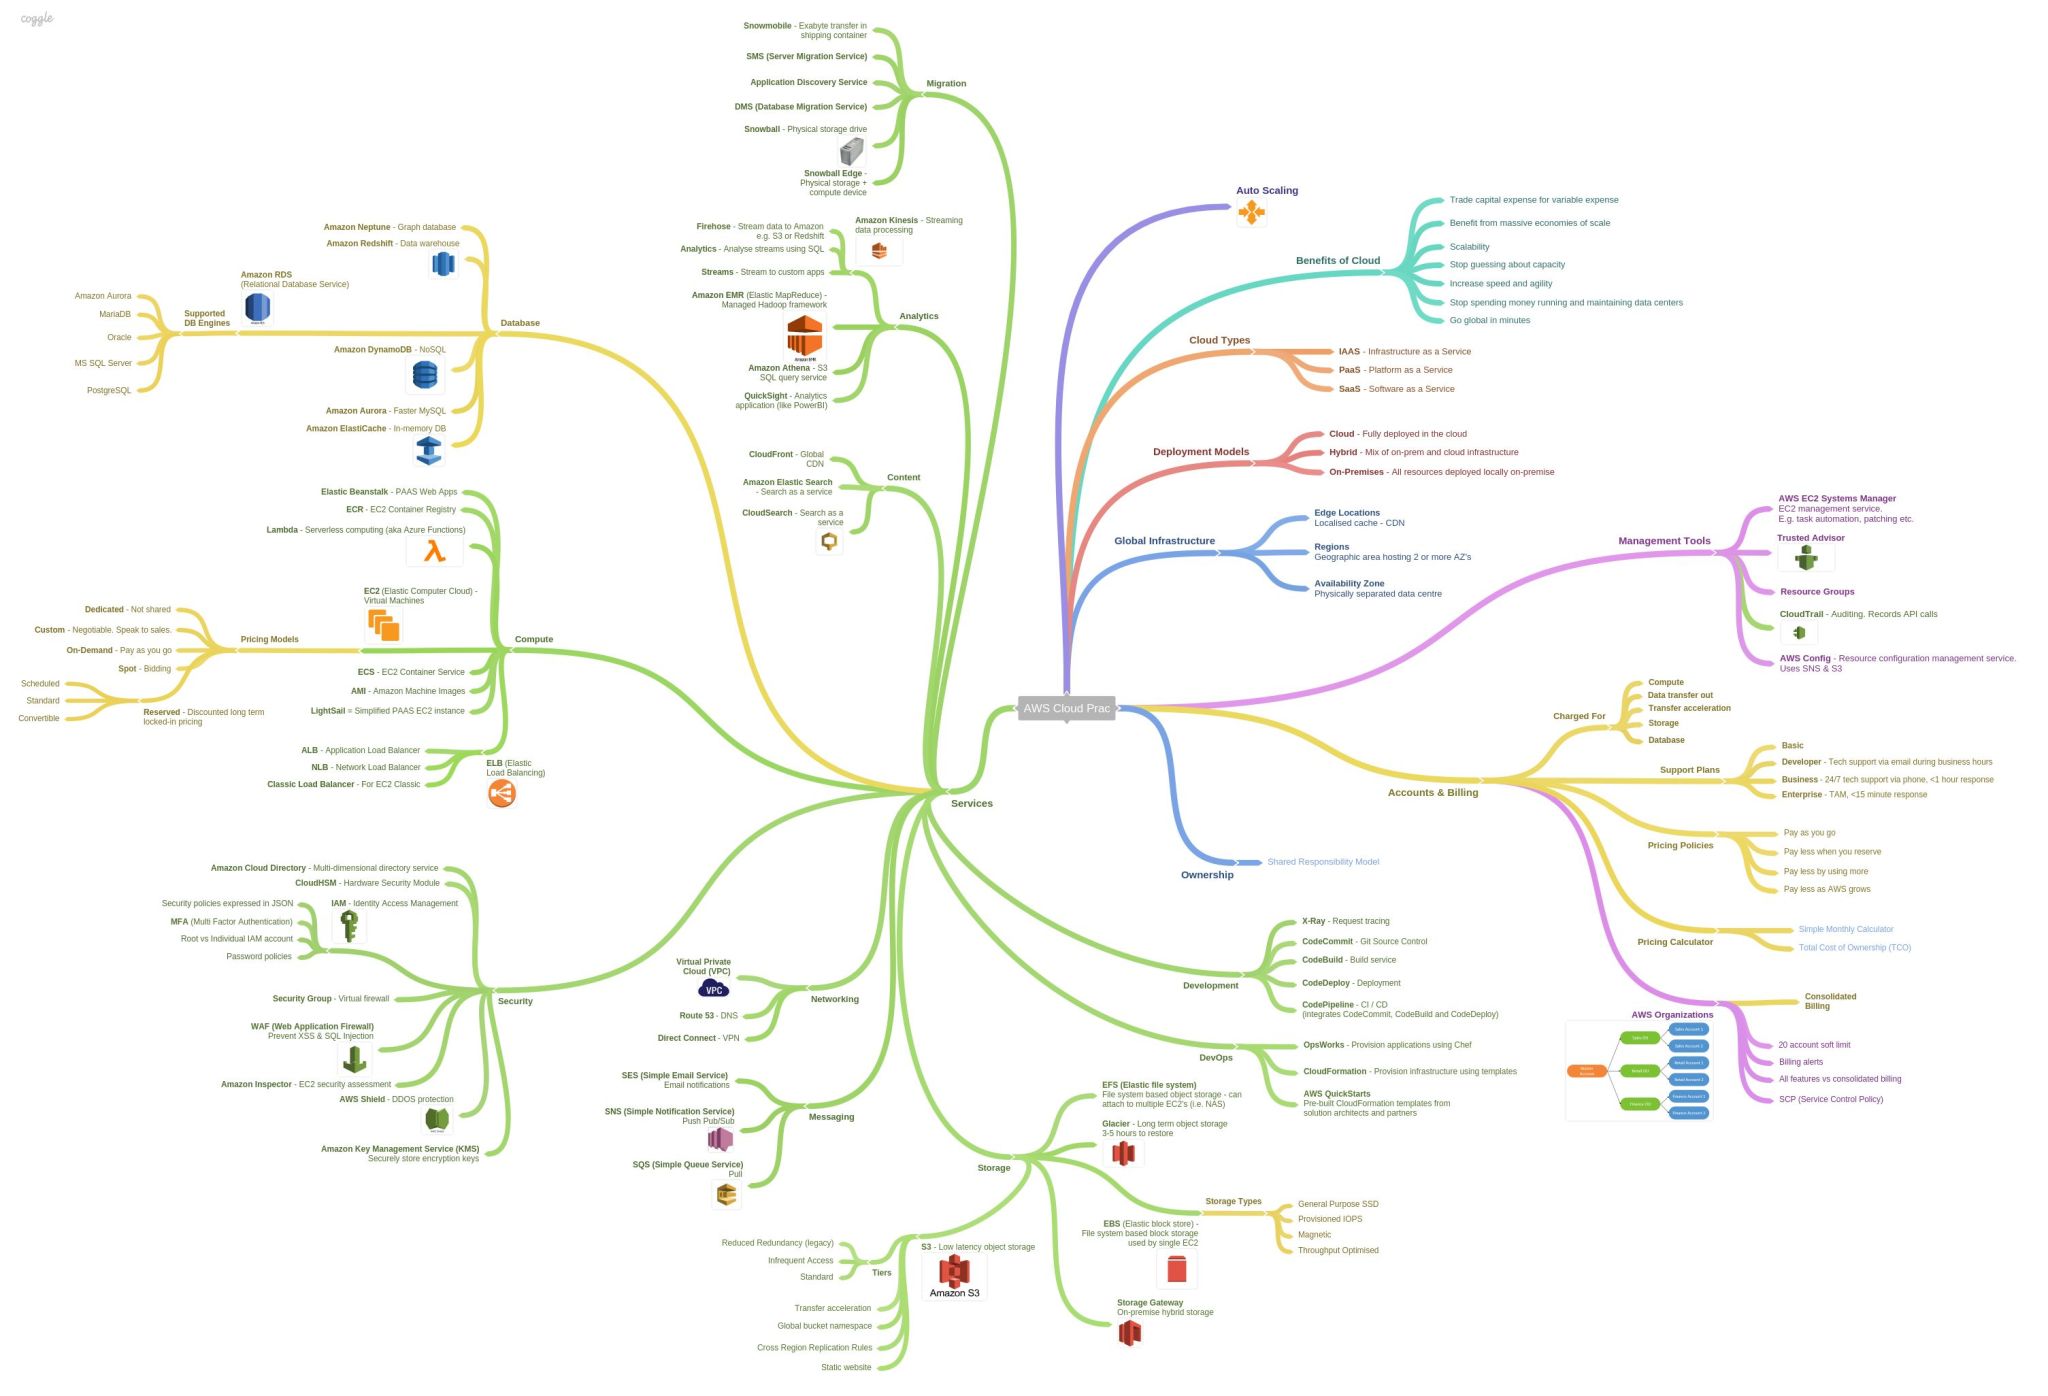 coggle
AWS Cloud Prac
Auto Scaling
Benefits of Cloud
Trade capital expense for variable expense
Benefit from massive economies of scale
Scalability
Stop guessing about capacity
Increase speed and agility
Stop spending money running and maintaining data centers
Go global in minutes
Cloud Types
IAAS - Infrastructure as a Service
PaaS - Platform as a Service
SaaS - Software as a Service
Deployment Models
Cloud - Fully deployed in the cloud
Hybrid - Mix of on-prem and cloud infrastructure
On-Premises - All resources deployed locally on-premise
Global Infrastructure
Edge Locations
Localised cache - CDN
Regions
Geographic area hosting 2 or more AZ's
Availability Zone
Physically separated data centre
Management Tools
AWS EC2 Systems Manager
EC2 management service.
E.g. task automation, patching etc.
Trusted Advisor
Resource Groups
CloudTrail - Auditing. Records API calls
AWS Config - Resource configuration management service.
Uses SNS & S3
Accounts & Billing
Charged For
Compute
Data transfer out
Transfer acceleration
Storage
Database
Support Plans
Basic
Developer - Tech support via email during business hours
Business - 24/7 tech support via phone, <1 hour response
Enterprise - TAM, <15 minute response
Pricing Policies
Pay as you go
Pay less when you reserve
Pay less by using more
Pay less as AWS grows
Pricing Calculator
Simple Monthly Calculator
Total Cost of Ownership (TCO)
AWS Organizations
Sales OU
Sales Account 1
Sales Account 2
Retail OU
Retail Account 1
Retail Account 2
Finance OU
Finance Account 1
Consolidated
Billing
20 account soft limit
Billing alerts
All features vs consolidated billing
SCP (Service Control Policy)
Ownership
Shared Responsibility Model
Services
Migration
Snowmobile - Exabyte transfer in
shipping container
SMS (Server Migration Service)
Application Discovery Service
DMS (Database Migration Service)
Snowball - Physical storage drive
Snowball Edge -
Physical storage +
compute device
Analytics
Amazon Kinesis - Streaming
data processing
Firehose - Stream data to Amazon
e.g. S3 or Redshift
Analytics - Analyse streams using SQL
Streams - Stream to custom apps
Amazon EMR (Elastic MapReduce) -
Managed Hadoop framework
Amazon EMR
Amazon Athena - S3
SQL query service
QuickSight - Analytics
application (like PowerBI)
Content
CloudFront - Global
CDN
Amazon Elastic Search
- Search as a service
CloudSearch - Search as a
service
Database
Amazon Neptune - Graph database
Amazon Redshift - Data warehouse
Amazon RDS
(Relational Database Service)
Supported
DB Engines
Amazon Aurora
MariaDB
Oracle
MS SQL Server
PostgreSQL
Amazon DynamoDB - NoSQL
Amazon Aurora - Faster MySQL
Amazon ElastiCache - In-memory DB
Compute
Elastic Beanstalk - PAAS Web Apps
ECR - EC2 Container Registry
Lambda - Serverless computing (aka Azure Functions)
EC2 (Elastic Computer Cloud) -
Virtual Machines
Pricing Models
Dedicated - Not shared
Custom - Negotiable. Speak to sales.
On-Demand - Pay as you go
Spot - Bidding
Reserved - Discounted long term
locked-in pricing
Scheduled
Standard
Convertible
ECS - EC2 Container Service
AMI - Amazon Machine Images
LightSail = Simplified PAAS EC2 instance
ELB (Elastic
Load Balancing)
ALB - Application Load Balancer
NLB - Network Load Balancer
Classic Load Balancer - For EC2 Classic
Security
Amazon Cloud Directory - Multi-dimensional directory service
CloudHSM - Hardware Security Module
IAM - Identity Access Management
Security policies expressed in JSON
MFA (Multi Factor Authentication)
Root vs Individual IAM account
Password policies
Security Group - Virtual firewall
WAF (Web Application Firewall)
Prevent XSS & SQL Injection
Amazon Inspector - EC2 security assessment
AWS Shield - DDOS protection
Amazon Key Management Service (KMS)
Securely store encryption keys
Networking
Virtual Private
Cloud (VPC)
VPC
Route 53 - DNS
Direct Connect - VPN
Messaging
SES (Simple Email Service)
Email notifications
SNS (Simple Notification Service)
Push Pub/Sub
SQS (Simple Queue Service)
Pull
Development
X-Ray - Request tracing
CodeCommit - Git Source Control
CodeBuild - Build service
CodeDeploy - Deployment
CodePipeline - CI / CD
(integrates CodeCommit, CodeBuild and CodeDeploy)
DevOps
OpsWorks - Provision applications using Chef
CloudFormation - Provision infrastructure using templates
AWS QuickStarts
Pre-built CloudFormation templates from
solution architects and partners
Storage
EFS (Elastic file system)
File system based object storage - can
attach to multiple EC2's (i.e. NAS)
Glacier - Long term object storage
3-5 hours to restore
EBS (Elastic block store) -
File system based block storage
used by single EC2
Storage Types
General Purpose SSD
Provisioned IOPS
Magnetic
Throughput Optimised
Storage Gateway
On-premise hybrid storage
S3 - Low latency object storage
Amazon S3
Tiers
Reduced Redundancy (legacy)
Infrequent Access
Standard
Transfer acceleration
Global bucket namespace
Cross Region Replication Rules
Static website